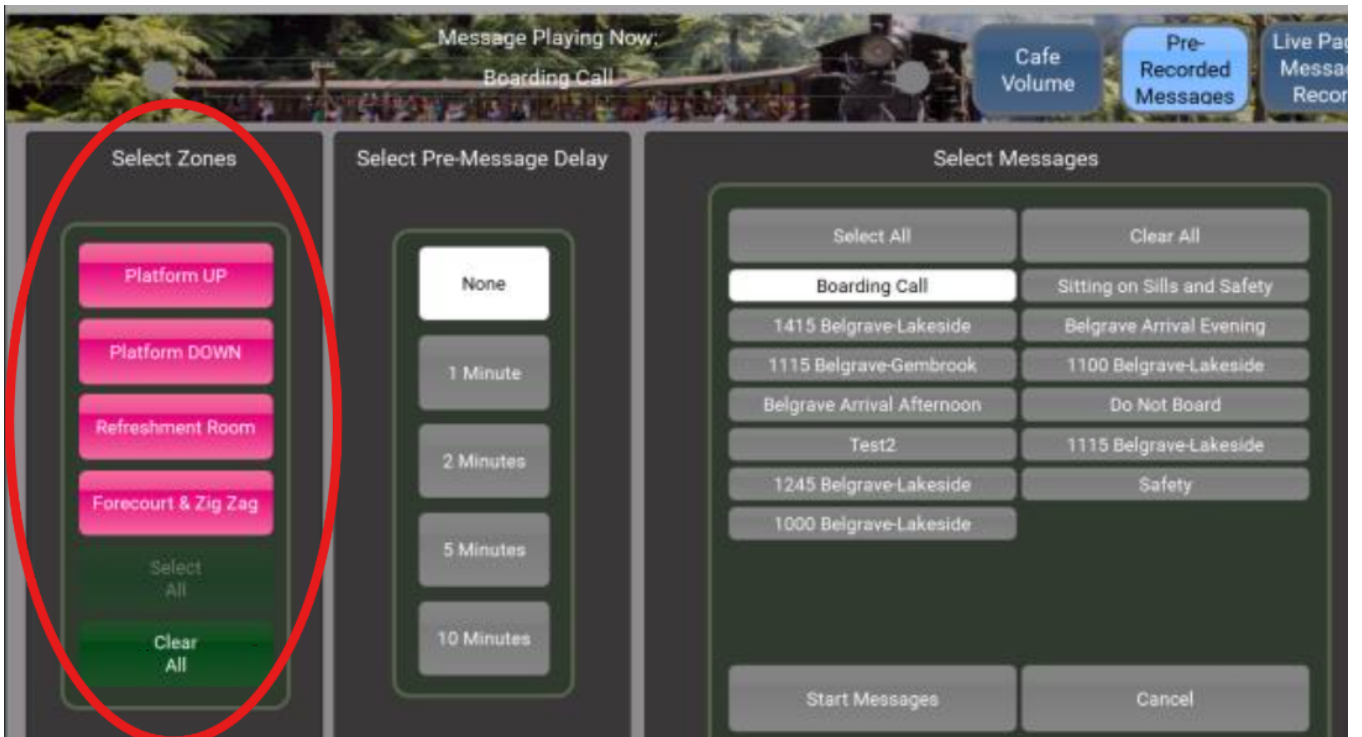 Message Playing Now:
Boarding Call
Cafe
Volume
Pre-
Recorded
Messages
Live
Select Zones
Platform UP
Platform DOWN
Refreshment Room
Forecourt & Zig Zag
Select
All
Clear
All
Select Pre-Message Delay
None
1 Minute
2 Minutes
5 Minutes
10 Minutes
Select Messages
Select All
Clear All
Boarding Call
Sitting on Sills and Safety
1415 Belgrave-Lakeside
Belgrave Arrival Evening
1115 Belgrave-Gembrook
1100 Belgrave-Lakeside
Belgrave Arrival Afternoon
Do Not Board
Test2
1115 Belgrave-Lakeside
1245 Belgrave-Lakeside
Safety
1000 Belgrave-Lakeside
Start Messages
Cancel